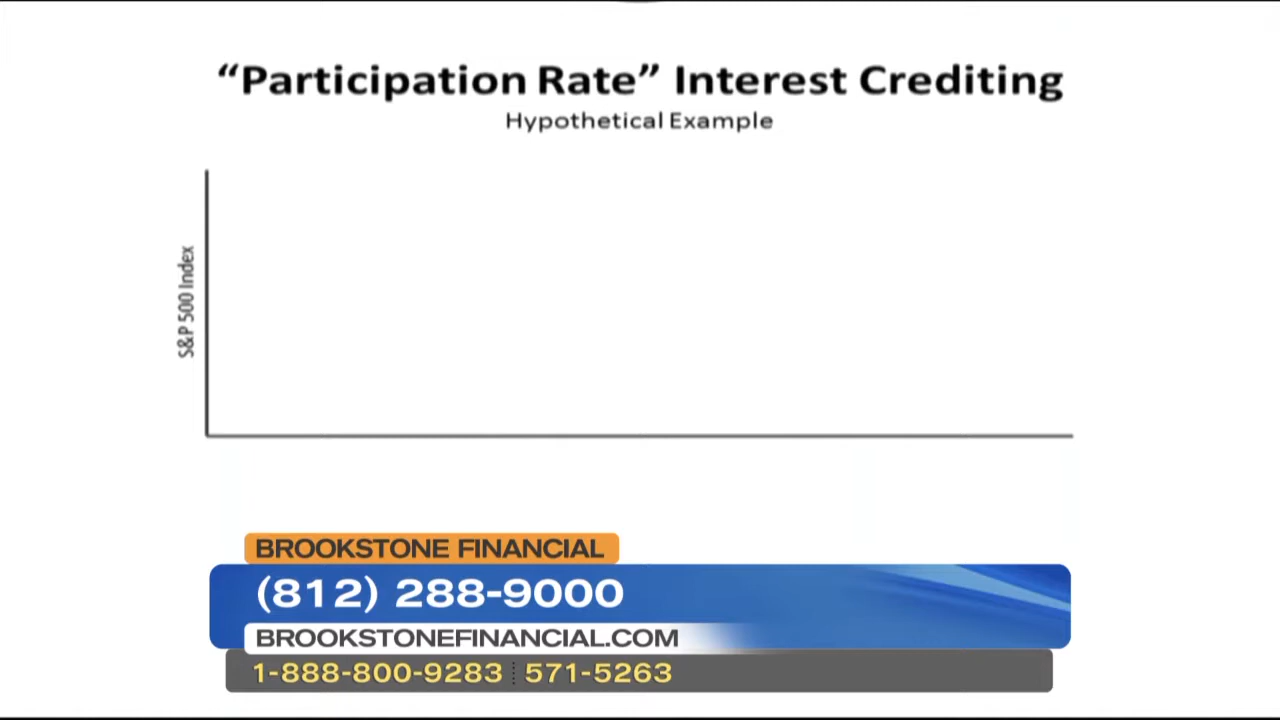 “Participation Rate” Interest Crediting
Hypothetical Example
S&P 500 Index
BROOKSTONE FINANCIAL
(812) 288-9000
BROOKSTONEFINANCIAL.COM
1-888-800-9283 571-5263